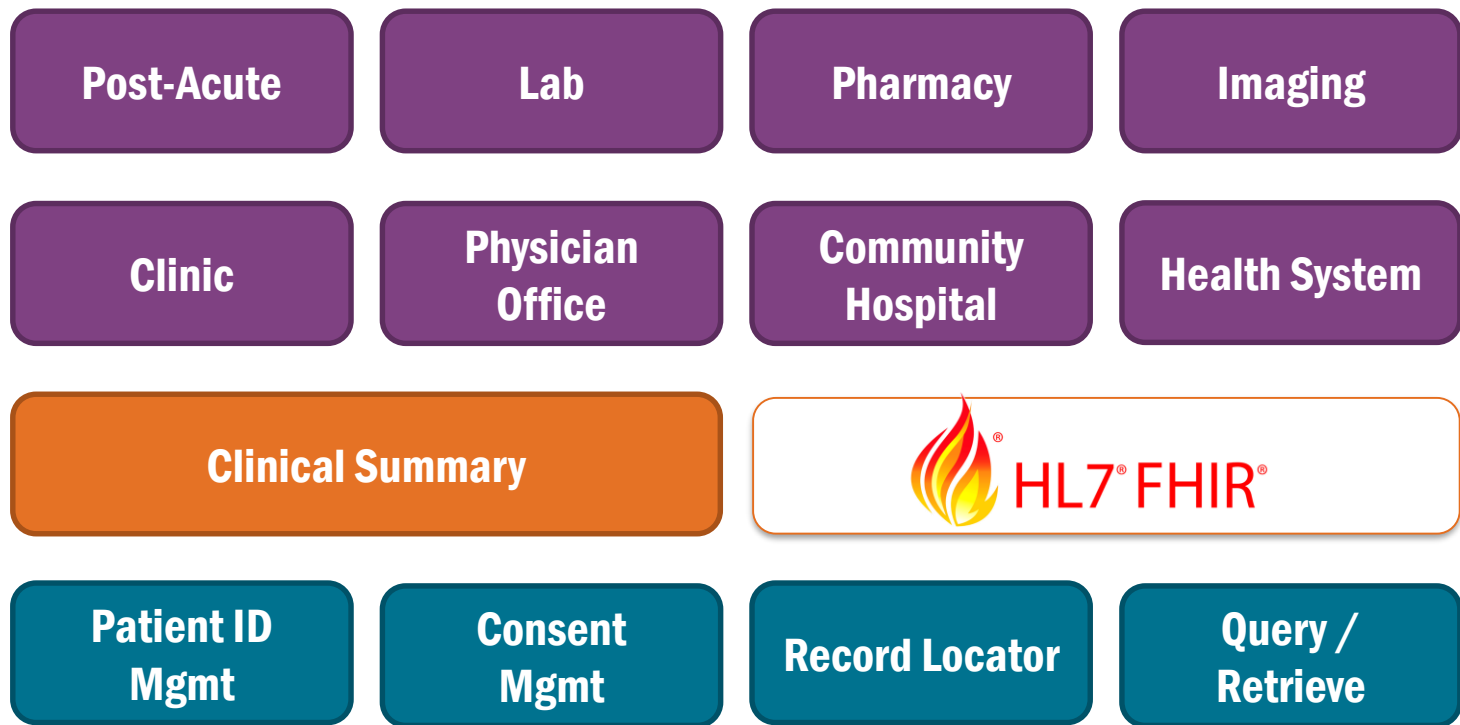 Post-Acute
Lab
Pharmacy
Imaging
Clinic
Physician
Office
Community
Hospital
Health System
Clinical Summary
® HL7® FHIR®
Patient ID
Mgmt
Consent
Mgmt
Record Locator
Query /
Retrieve